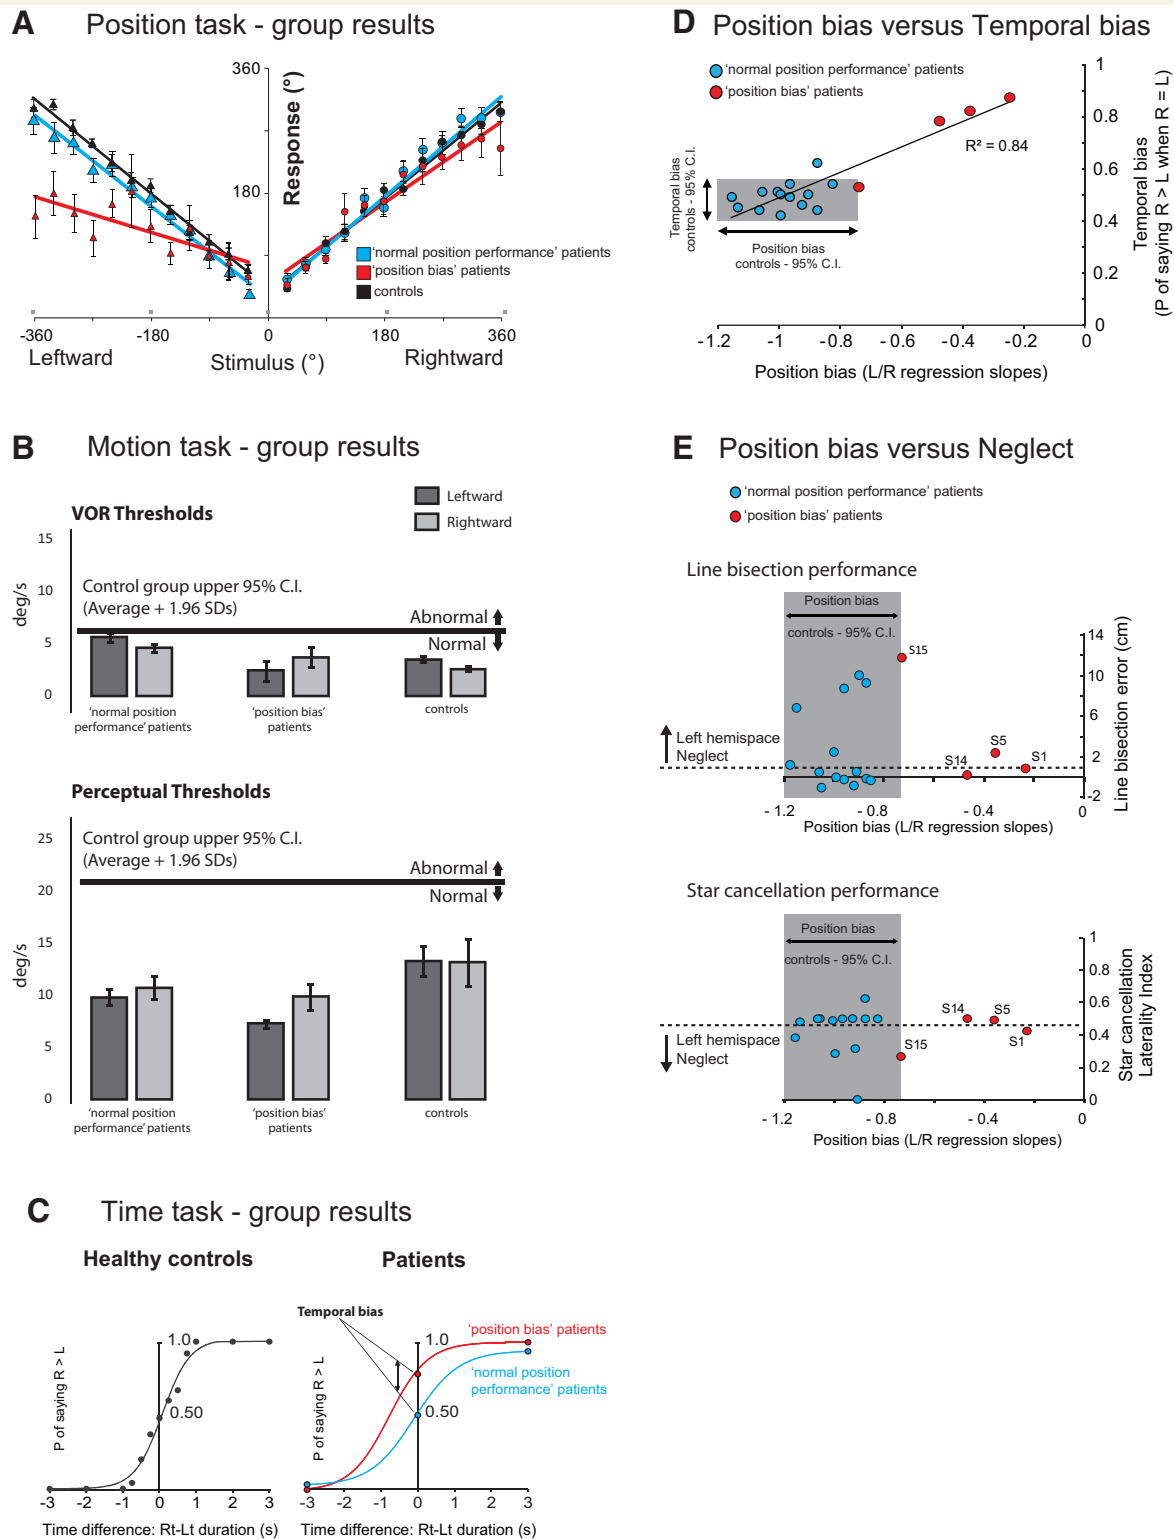 A Position task - group results
360
180
Response (°)
'normal position performance' patients
'position bias' patients
controls
-360 -180 0 180 360
Leftward Stimulus (°) Rightward
B Motion task - group results
Leftward
Rightward
VOR Thresholds
15
10
5
0
deg/s
Control group upper 95% C.I.
(Average + 1.96 SDs)
Abnormal
Normal
'normal position
performance' patients
'position bias'
patients
controls
Perceptual Thresholds
25
20
15
10
5
0
deg/s
Control group upper 95% C.I.
(Average + 1.96 SDs)
Abnormal
Normal
'normal position
performance' patients
'position bias'
patients
controls
C Time task - group results
Healthy controls
P of saying R > L
1.0
0.50
-3 -2 -1 0 1 2 3
Time difference: Rt-Lt duration (s)
Patients
Temporal bias
'position bias' patients
'normal position
performance' patients
P of saying R > L
1.0
0.50
-3 -2 -1 0 1 2 3
Time difference: Rt-Lt duration (s)
D Position bias versus Temporal bias
'normal position performance' patients
'position bias' patients
R² = 0.84
Temporal bias
controls - 95% C.I.
Position bias
controls - 95% C.I.
1
0.8
0.6
0.4
0.2
0
Temporal bias
(P of saying R > L when R = L)
-1.2 -1 -0.8 -0.6 -0.4 -0.2 0
Position bias (L/R regression slopes)
E Position bias versus Neglect
'normal position performance' patients
'position bias' patients
Line bisection performance
Position bias
controls - 95% C.I.
S15
S5
S14
S1
Left hemispace
Neglect
14
10
6
2
-2
Line bisection error (cm)
-1.2 -0.8 -0.4 0
Position bias (L/R regression slopes)
Star cancellation performance
Position bias
controls - 95% C.I.
S14
S5
S1
S15
Left hemispace
Neglect
1
0.8
0.6
0.4
0.2
0
Star cancellation
Laterality Index
-1.2 -0.8 -0.4 0
Position bias (L/R regression slopes)